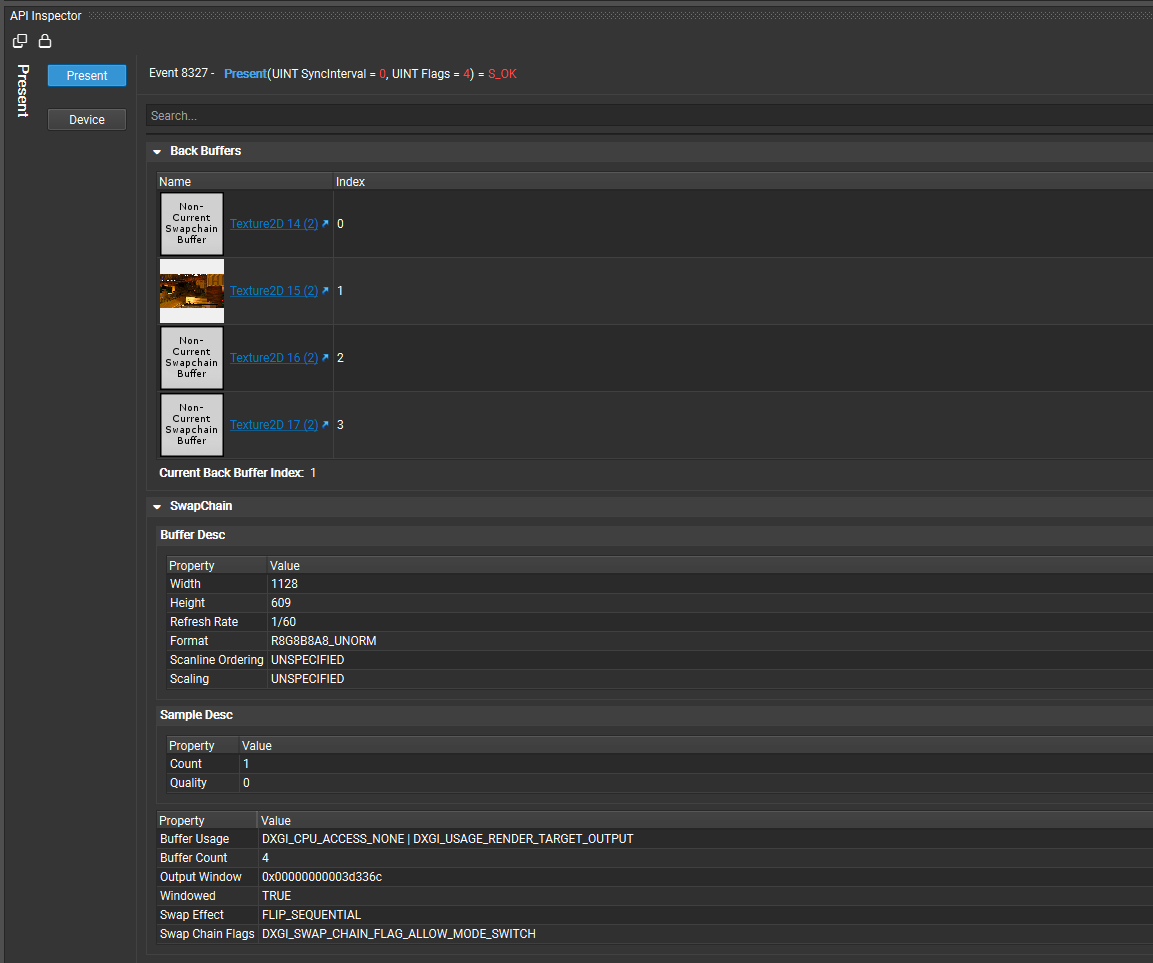 API Inspector
Present
Present
Device
Event 8327 - Present(UINT SyncInterval = 0, UINT Flags = 4) = S_OK
Search...
Back Buffers
Name Index
Non-
Current
Swapchain
Buffer
Texture2D 14 (2) 0
Texture2D 15 (2) 1
Non-
Current
Swapchain
Buffer
Texture2D 16 (2) 2
Non-
Current
Swapchain
Buffer
Texture2D 17 (2) 3
Current Back Buffer Index: 1
SwapChain
Buffer Desc
Property Value
Width 1128
Height 609
Refresh Rate 1/60
Format R8G8B8A8_UNORM
Scanline Ordering UNSPECIFIED
Scaling UNSPECIFIED
Sample Desc
Property Value
Count 1
Quality 0
Property Value
Buffer Usage DXGI_CPU_ACCESS_NONE | DXGI_USAGE_RENDER_TARGET_OUTPUT
Buffer Count 4
Output Window 0x00000000003d336c
Windowed TRUE
Swap Effect FLIP_SEQUENTIAL
Swap Chain Flags DXGI_SWAP_CHAIN_FLAG_ALLOW_MODE_SWITCH